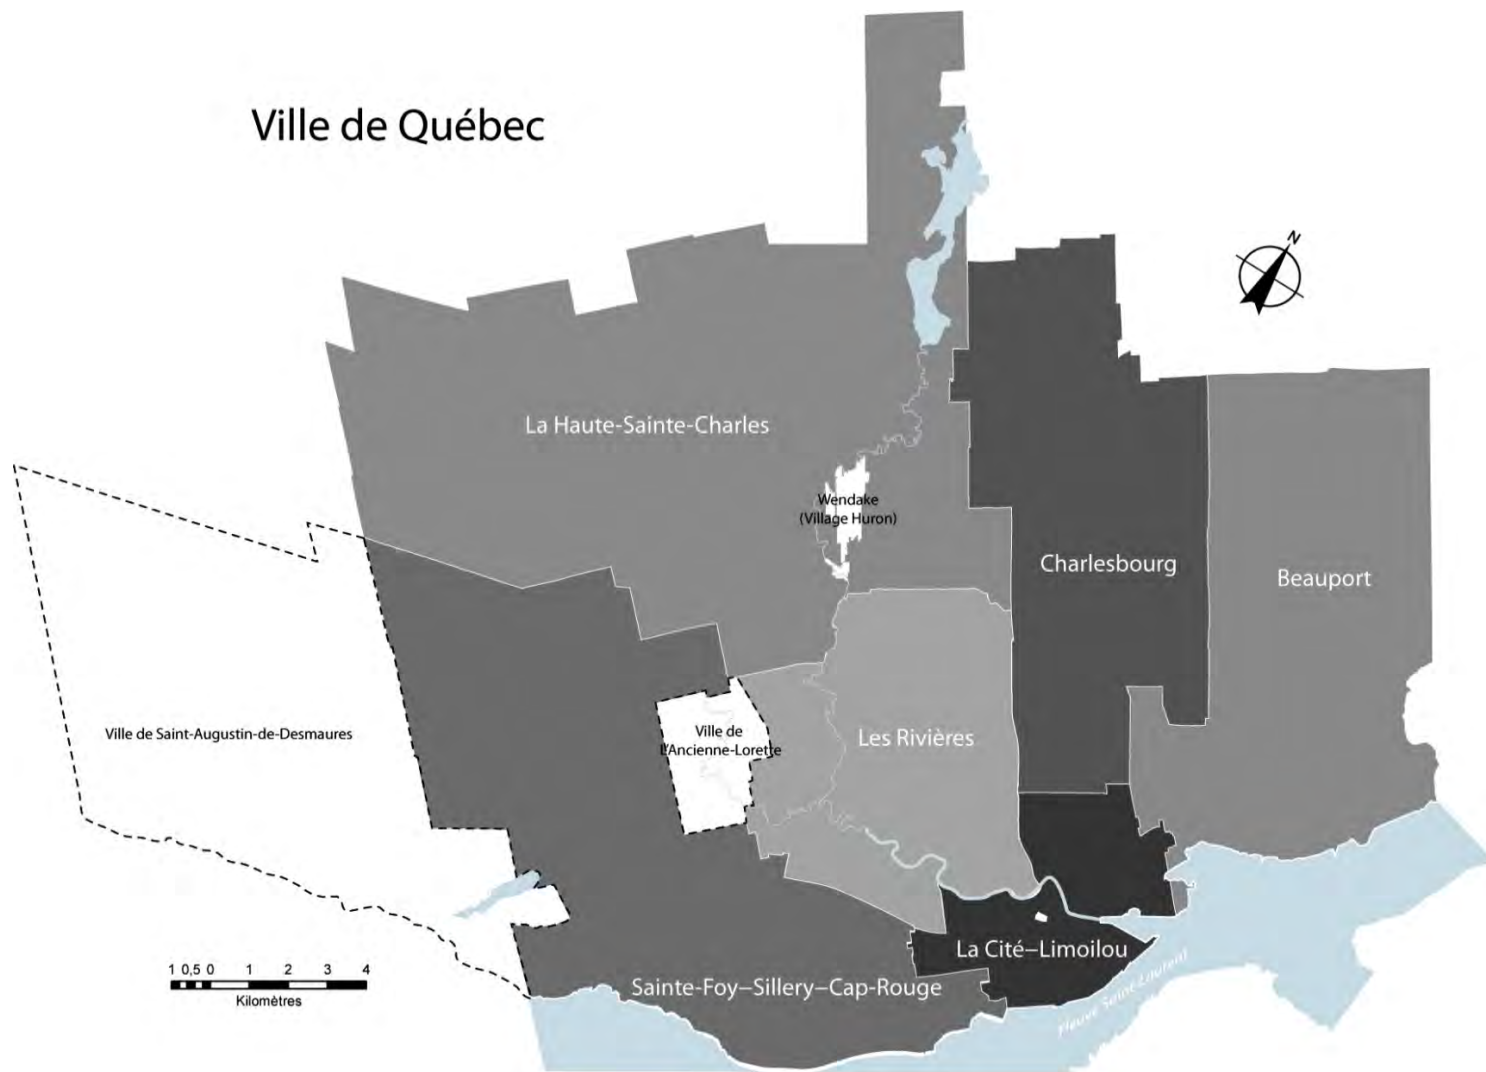 Ville de Québec
N
La Haute-Sainte-Charles
Wendake
(Village Huron)
Charlesbourg
Beauport
Ville de Saint-Augustin-de-Desmaures
Ville de
L'Ancienne-Lorette
Les Rivières
La Cité–Limoilou
Sainte-Foy–Sillery–Cap-Rouge
Fleuve Saint-Laurent
1 0,5 0 1 2 3 4
Kilomètres